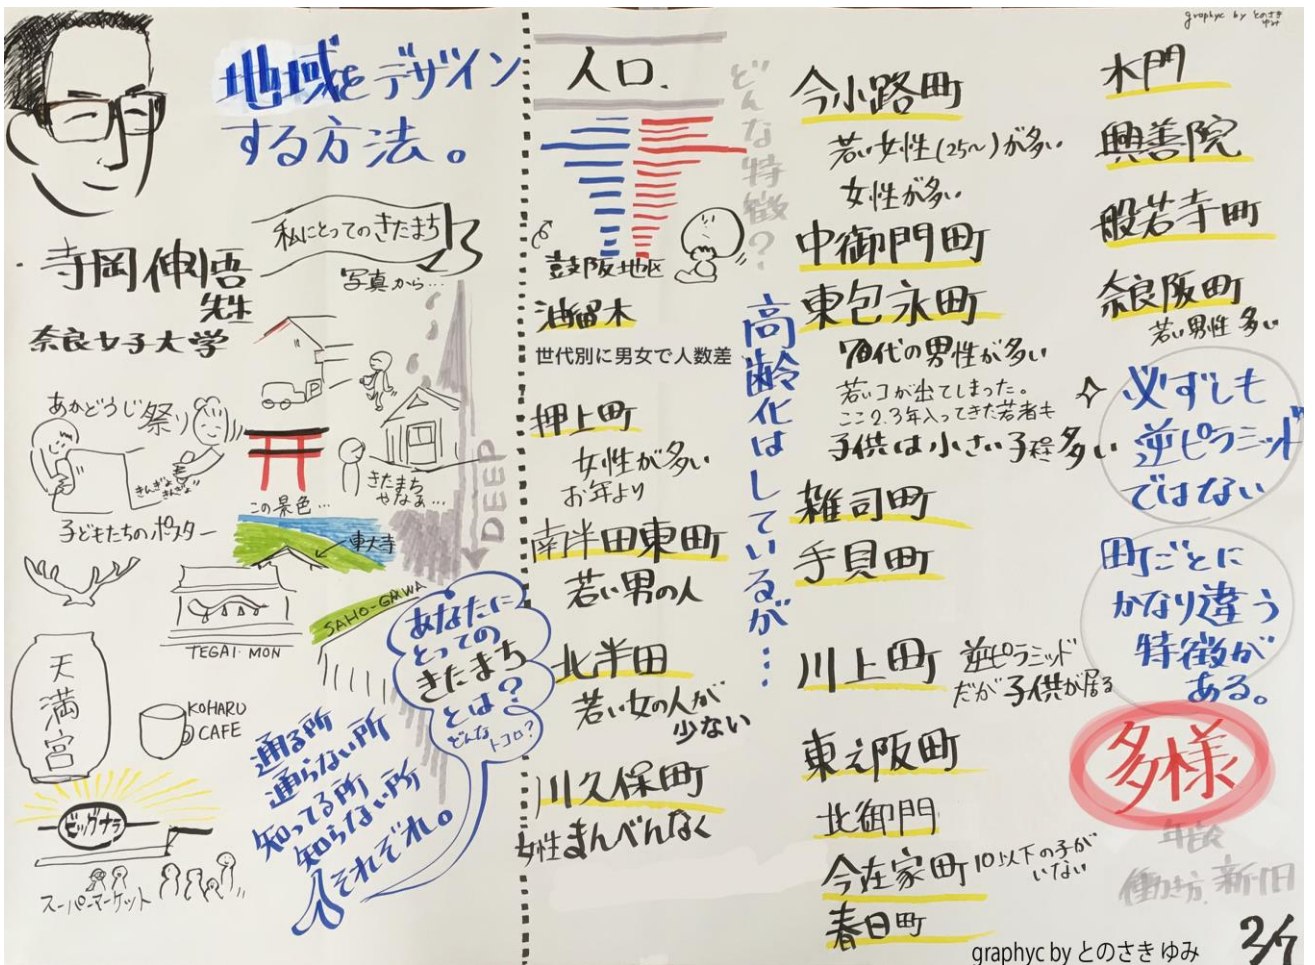 graphyc by とのさき
ゆみ
地域をデザイン
する方法。
寺岡伸悟
先生
奈良女子大学
私にとってのきたまち
写真から…
あかどうじ祭り
きんぎょ
きんぎょ
子どもたちのポスター
P
この景色…
きたまち
やなぁ…
DEEP
東大寺
TEGAI・MON
SAHO-GAWA
天満宮
KOHARU
CAFE
ビッグナラ
スーパーマーケット
あなたに
とっての
きたまち
とは?
どんな
トコロ?
通る所
通らない所
知ってる所
知らない所
それぞれ。
人口.
どんな特徴?
鼓阪地区
油留木
世代別に男女で人数差
押上町
女性が多い
お年より
南半田東町
若い男の人
北半田
若い女の人が
少ない
川久保町
女性まんべんなく
高齢化はしているが…
今小路町
若い女性(25~)が多い
女性が多い
中御門町
東包永町
70代の男性が多い
若いコが出てしまった。
ここ2.3年入ってきた若者も
子供は小さい子程多い
雑司町
手貝町
川上町
逆ピラミッド
だが子供が居る
東之阪町
北御門
今在家町
10以下の子が
いない
春日町
水門
興善院
般若寺町
奈良阪町
若い男性多い
必ずしも
逆ピラミッド
ではない
町ごとに
かなり違う
特徴が
ある。
多様
年齢
働き方.新旧
2/7
graphyc by とのさき ゆみ